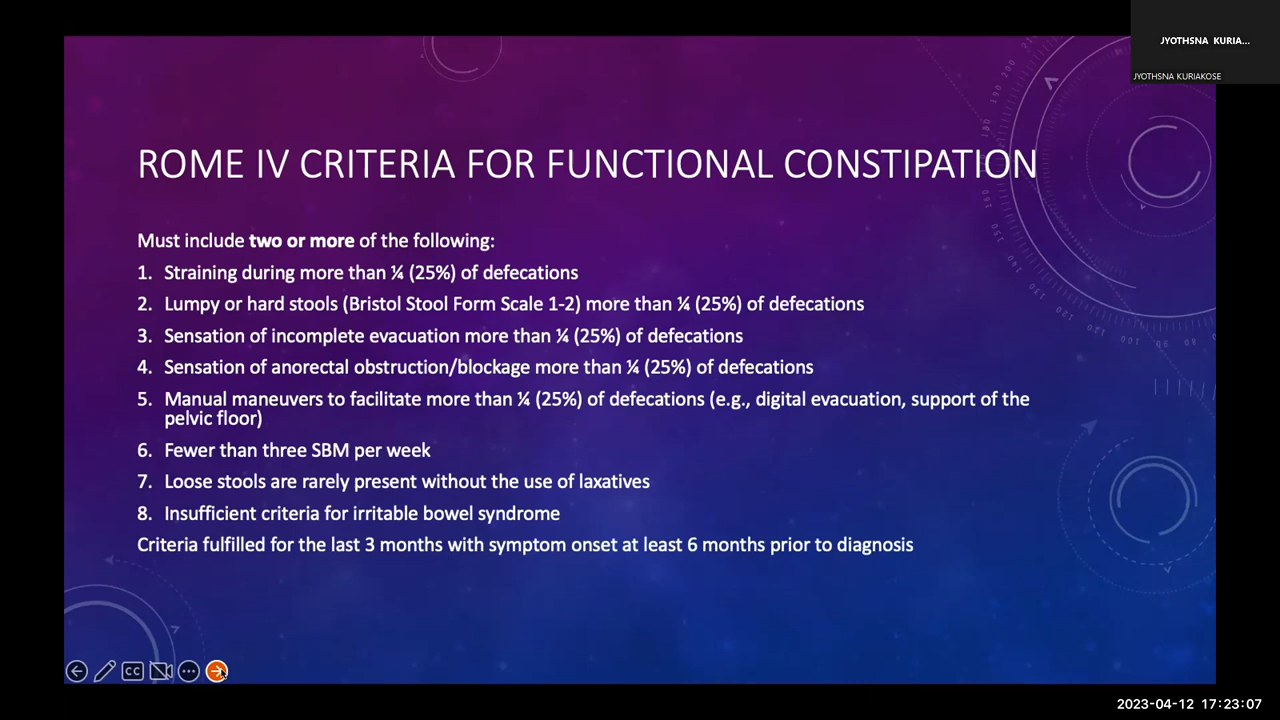 JYOTHSNA KURIA...
JYOTHSNA KURIAKOSE
ROME IV CRITERIA FOR FUNCTIONAL CONSTIPATION
Must include two or more of the following:
1. Straining during more than ¼ (25%) of defecations
2. Lumpy or hard stools (Bristol Stool Form Scale 1-2) more than ¼ (25%) of defecations
3. Sensation of incomplete evacuation more than ¼ (25%) of defecations
4. Sensation of anorectal obstruction/blockage more than ¼ (25%) of defecations
5. Manual maneuvers to facilitate more than ¼ (25%) of defecations (e.g., digital evacuation, support of the
pelvic floor)
6. Fewer than three SBM per week
7. Loose stools are rarely present without the use of laxatives
8. Insufficient criteria for irritable bowel syndrome
Criteria fulfilled for the last 3 months with symptom onset at least 6 months prior to diagnosis
CC
2023-04-12 17:23:07